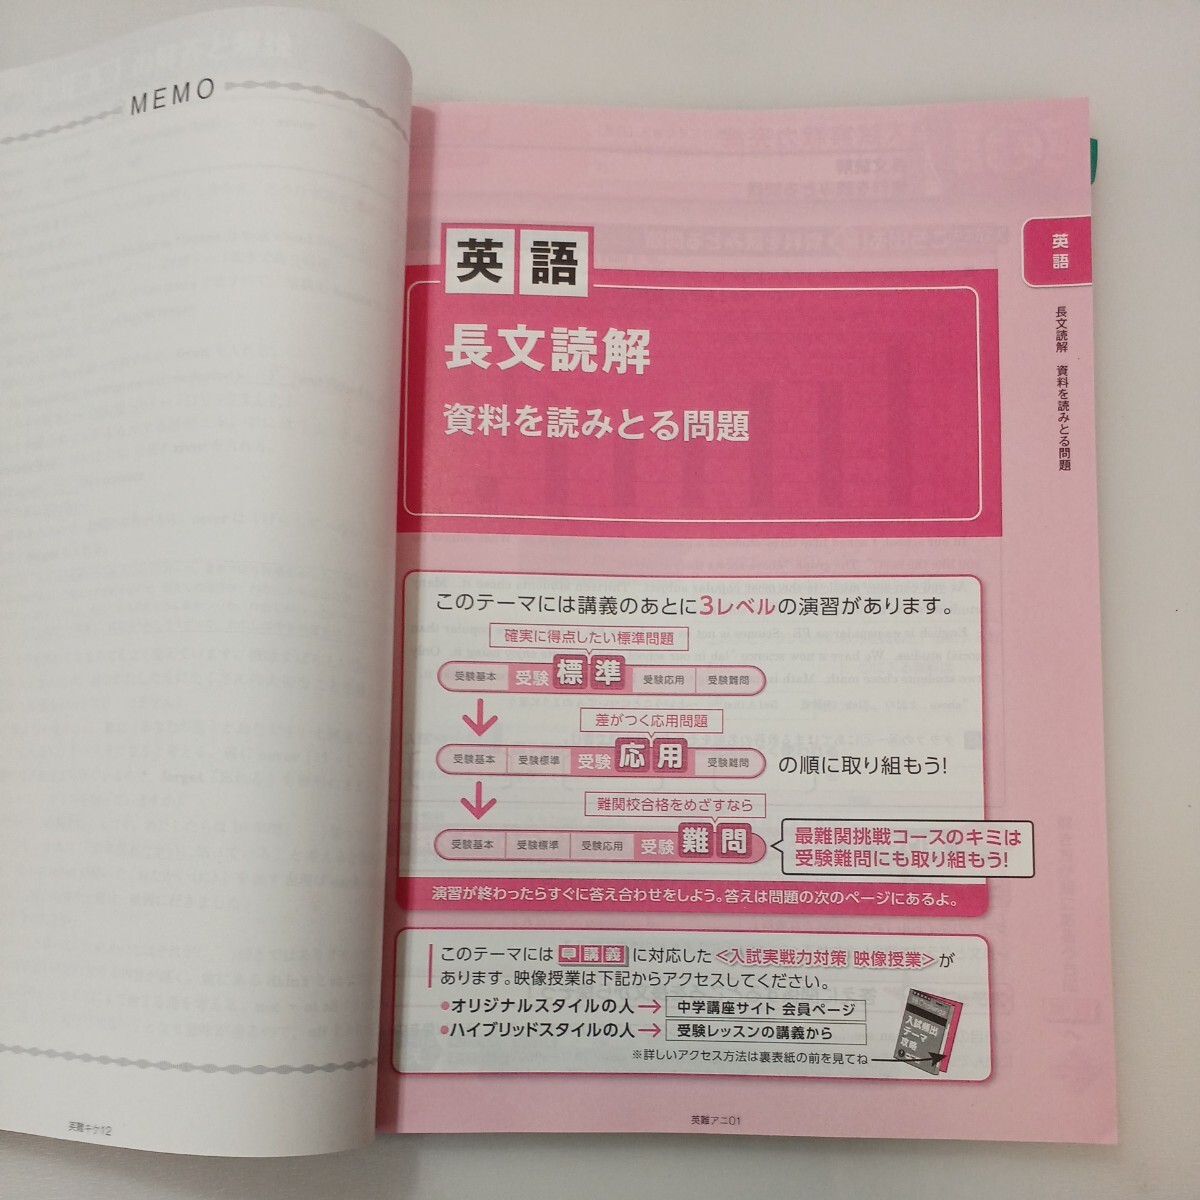 MEMO
英難キケ12
英語
長文読解
資料を読みとる問題
英語
長文読解 資料を読みとる問題
このテーマには講義のあとに3レベルの演習があります。
確実に得点したい標準問題
受験基本 受験標準 受験応用 受験難問
差がつく応用問題
受験基本 受験標準 受験応用 受験難問 の順に取り組もう!
難関校合格をめざすなら
受験基本 受験標準 受験応用 受験難問
最難関挑戦コースのキミは
受験難問にも取り組もう!
演習が終わったらすぐに答え合わせをしよう。答えは問題の次のページにあるよ。
このテーマには 講義 に対応した<入試実戦力対策 映像授業>が
あります。映像授業は下記からアクセスしてください。
●オリジナルスタイルの人→ 中学講座サイト 会員ページ
●ハイブリッドスタイルの人→ 受験レッスンの講義から
※詳しいアクセス方法は裏表紙の前を見てね
入試頻出
テーマ
攻略
英難アニ01